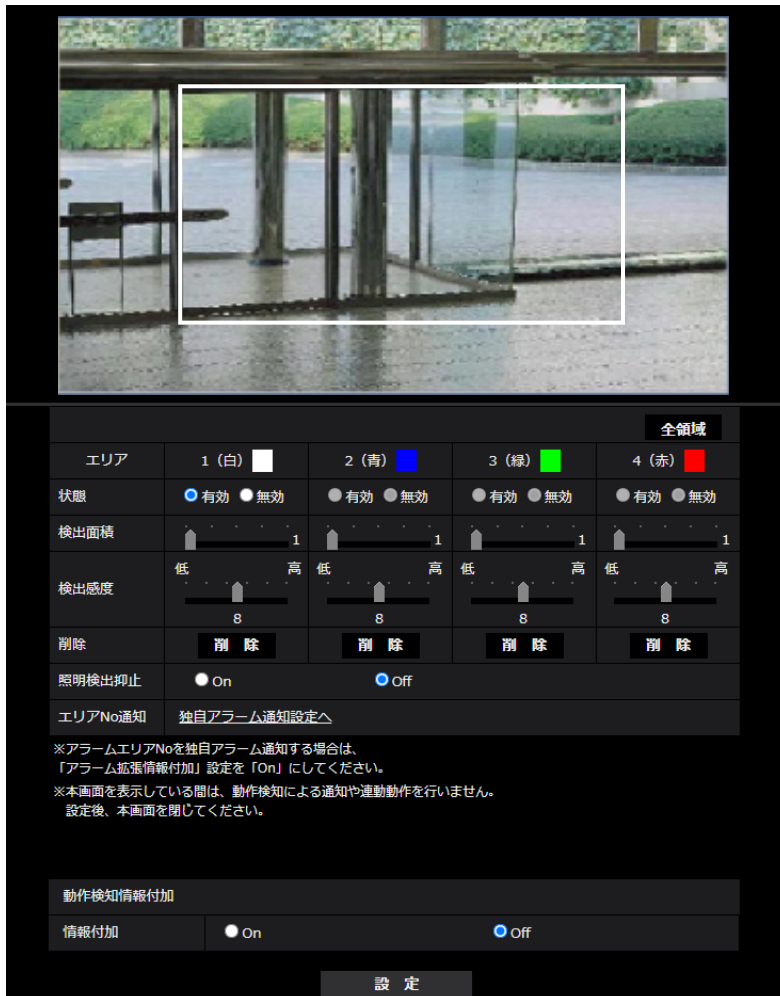 全領域
エリア 1（白） 2（青） 3（緑） 4（赤）
状態 有効 無効 有効 無効 有効 無効 有効 無効
検出面積 1 1 1 1
低 高 低 高 低 高 低 高
検出感度
8 8 8 8
削除 削 除 削 除 削 除 削 除
照明検出抑止 On Off
エリアNo通知 独自アラーム通知設定へ
※アラームエリアNoを独自アラーム通知する場合は、
「アラーム拡張情報付加」設定を「On」にしてください。
※本画面を表示している間は、動作検知による通知や連動動作を行いません。
設定後、本画面を閉じてください。
動作検知情報付加
情報付加 On Off
設 定